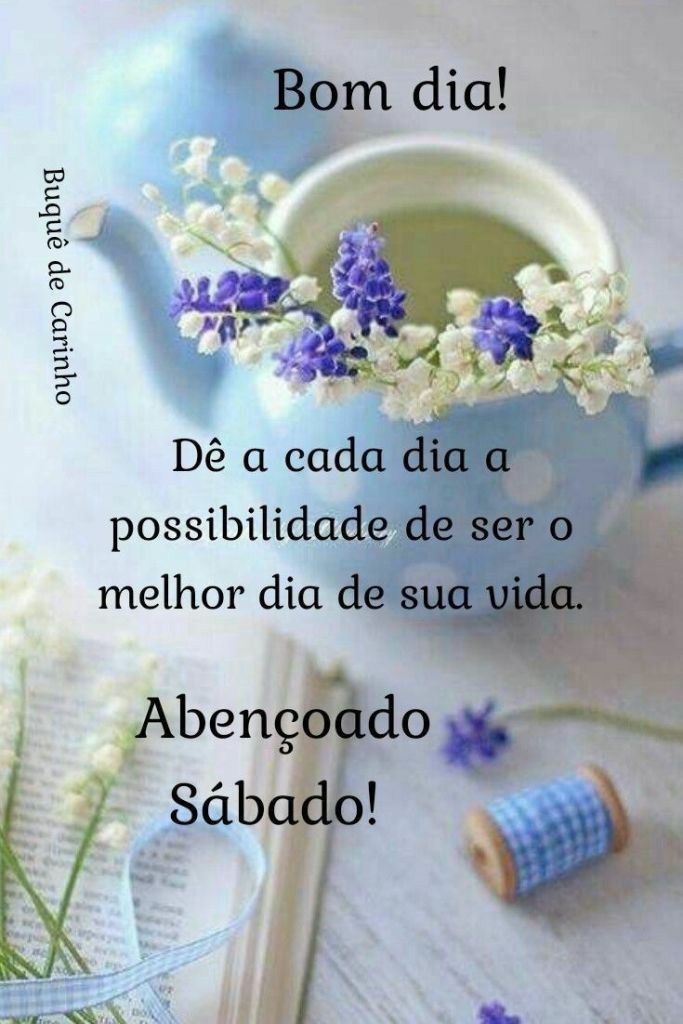 Bom dia!
Buquê de Carinho
Dê a cada dia a
possibilidade de ser o
melhor dia de sua vida.
Abençoado
Sábado!